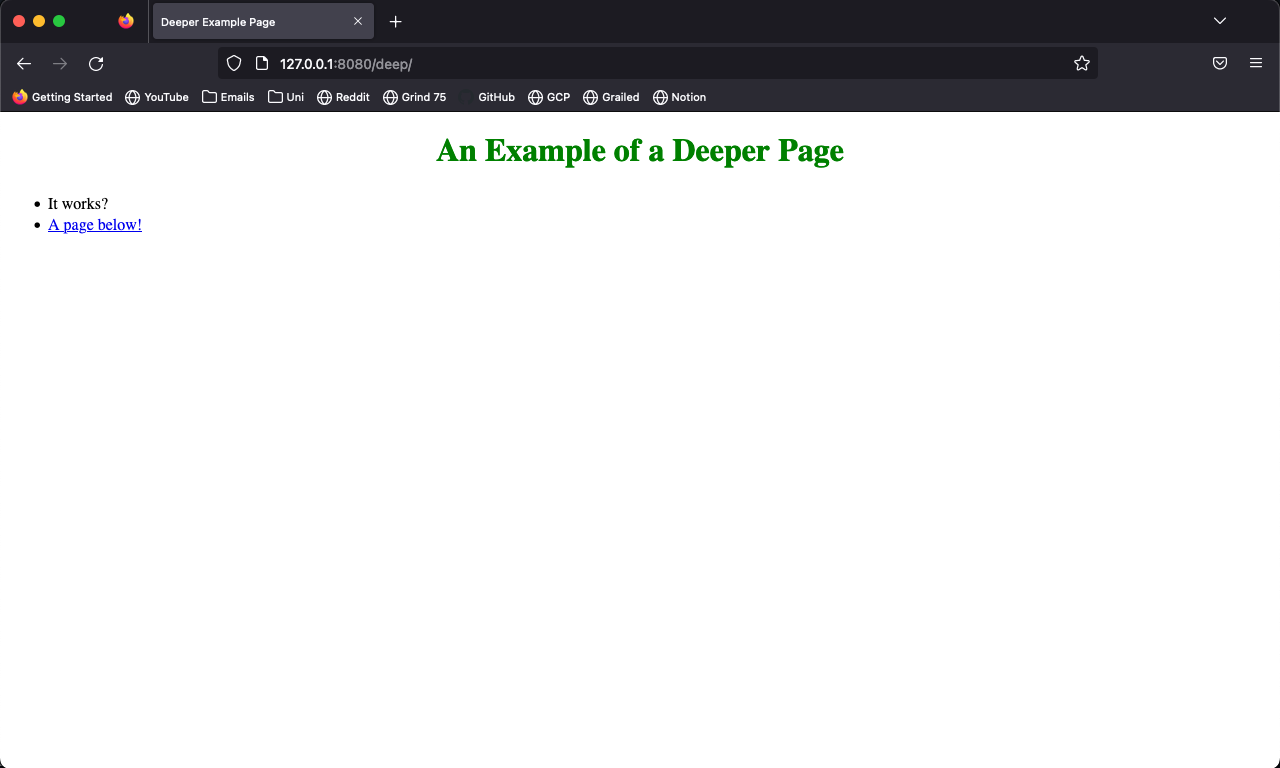 Deeper Example Page
127.0.0.1:8080/deep/
Getting Started YouTube Emails Uni Reddit Grind 75 GitHub GCP Grailed Notion
An Example of a Deeper Page
• It works?
• A page below!